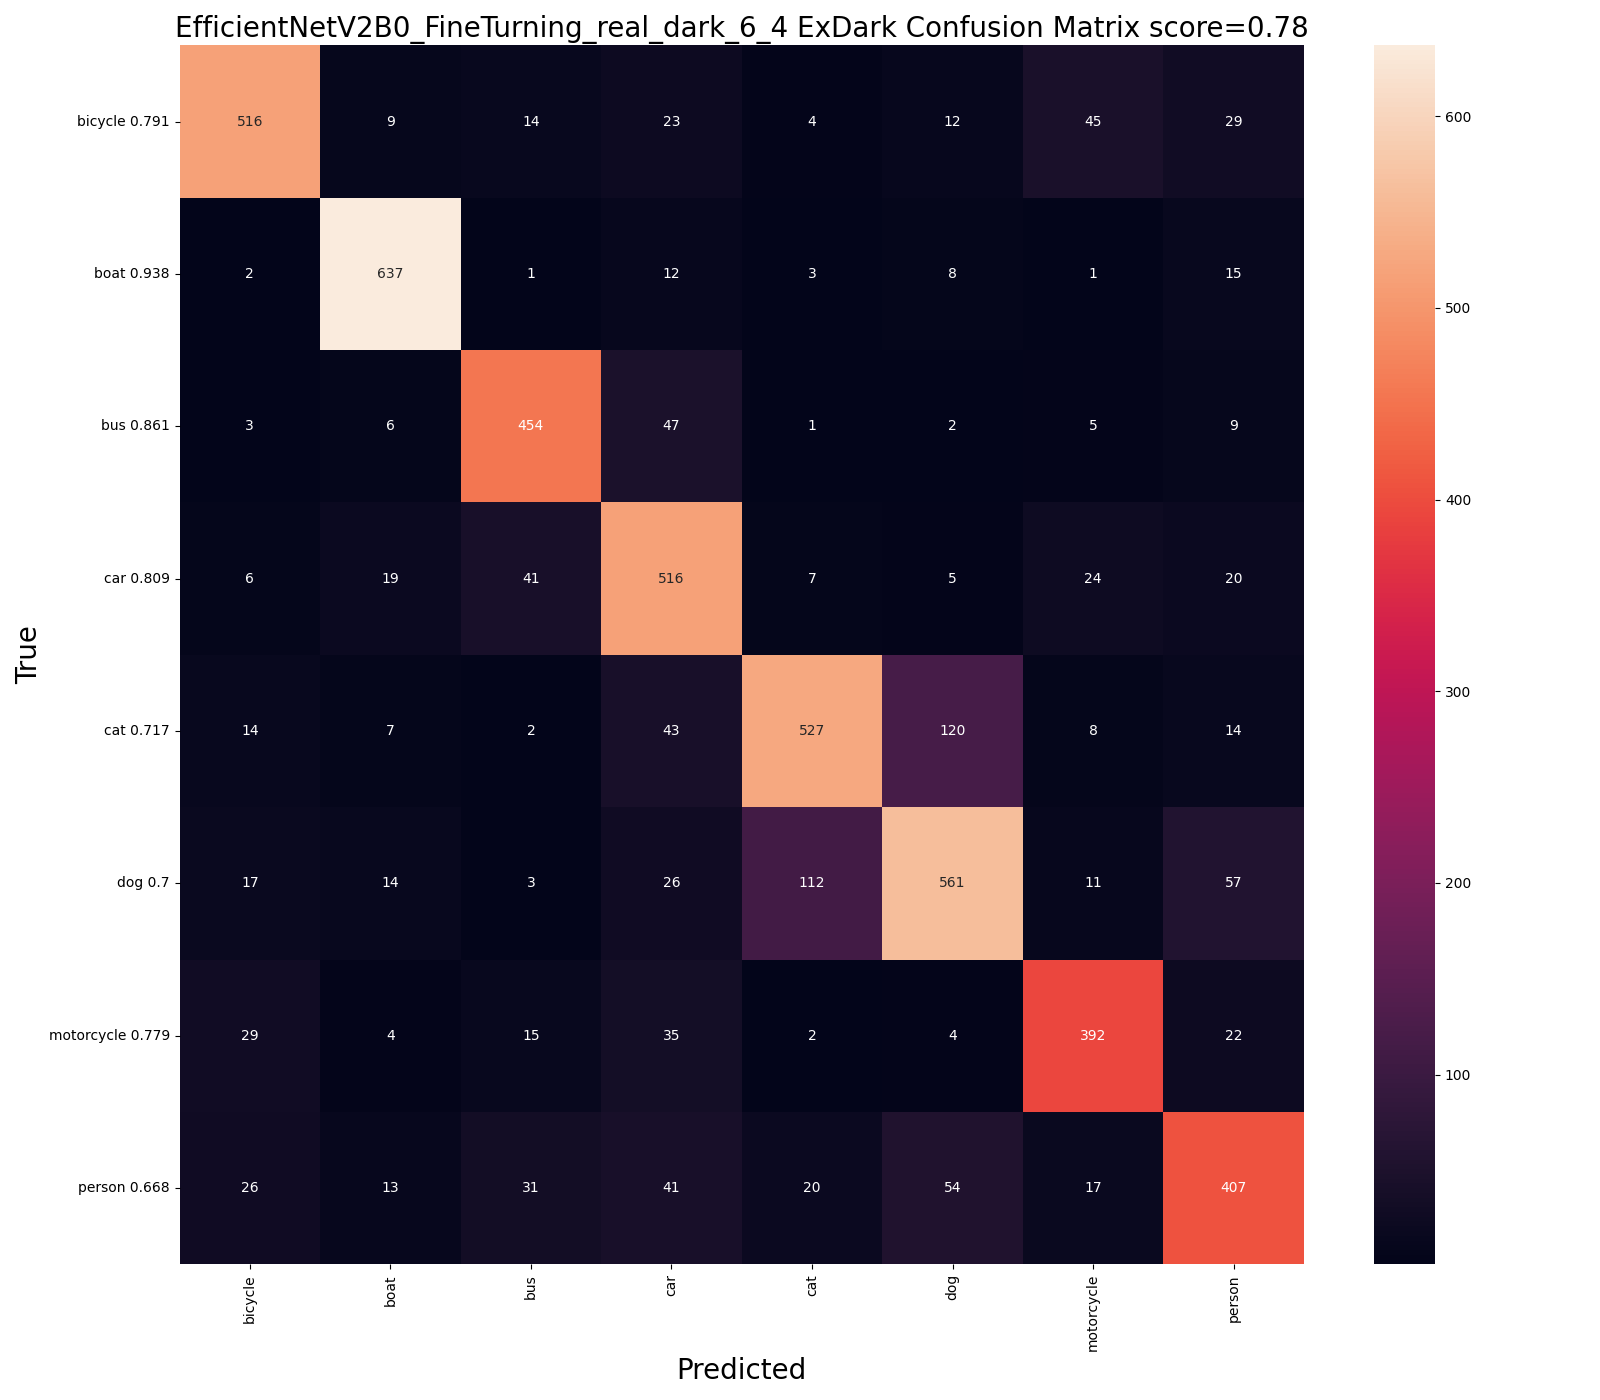 EfficientNetV2B0_FineTurning_real_dark_6_4 ExDark Confusion Matrix score=0.78
bicycle 0.791 516 9 14 23 4 12 45 29
boat 0.938 2 637 1 12 3 8 1 15
bus 0.861 3 6 454 47 1 2 5 9
car 0.809 6 19 41 516 7 5 24 20
cat 0.717 14 7 2 43 527 120 8 14
dog 0.7 17 14 3 26 112 561 11 57
motorcycle 0.779 29 4 15 35 2 4 392 22
person 0.668 26 13 31 41 20 54 17 407
True
bicycle boat bus car cat dog motorcycle person
Predicted
600
500
400
300
200
100